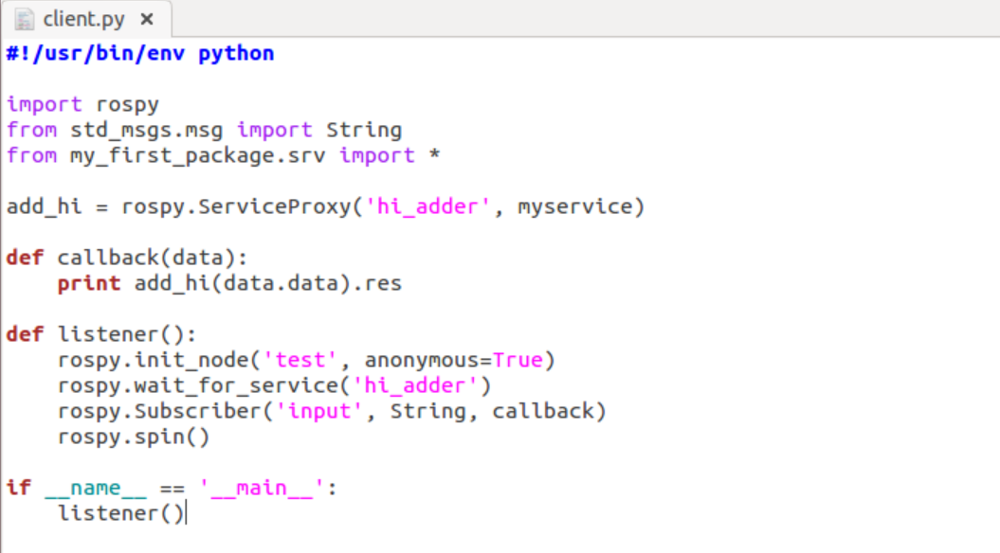 client.py ×
#!/usr/bin/env python
import rospy
from std_msgs.msg import String
from my_first_package.srv import *
add_hi = rospy.ServiceProxy('hi_adder', myservice)
def callback(data):
    print add_hi(data.data).res
def listener():
    rospy.init_node('test', anonymous=True)
    rospy.wait_for_service('hi_adder')
    rospy.Subscriber('input', String, callback)
    rospy.spin()
if __name__ == '__main__':
    listener()